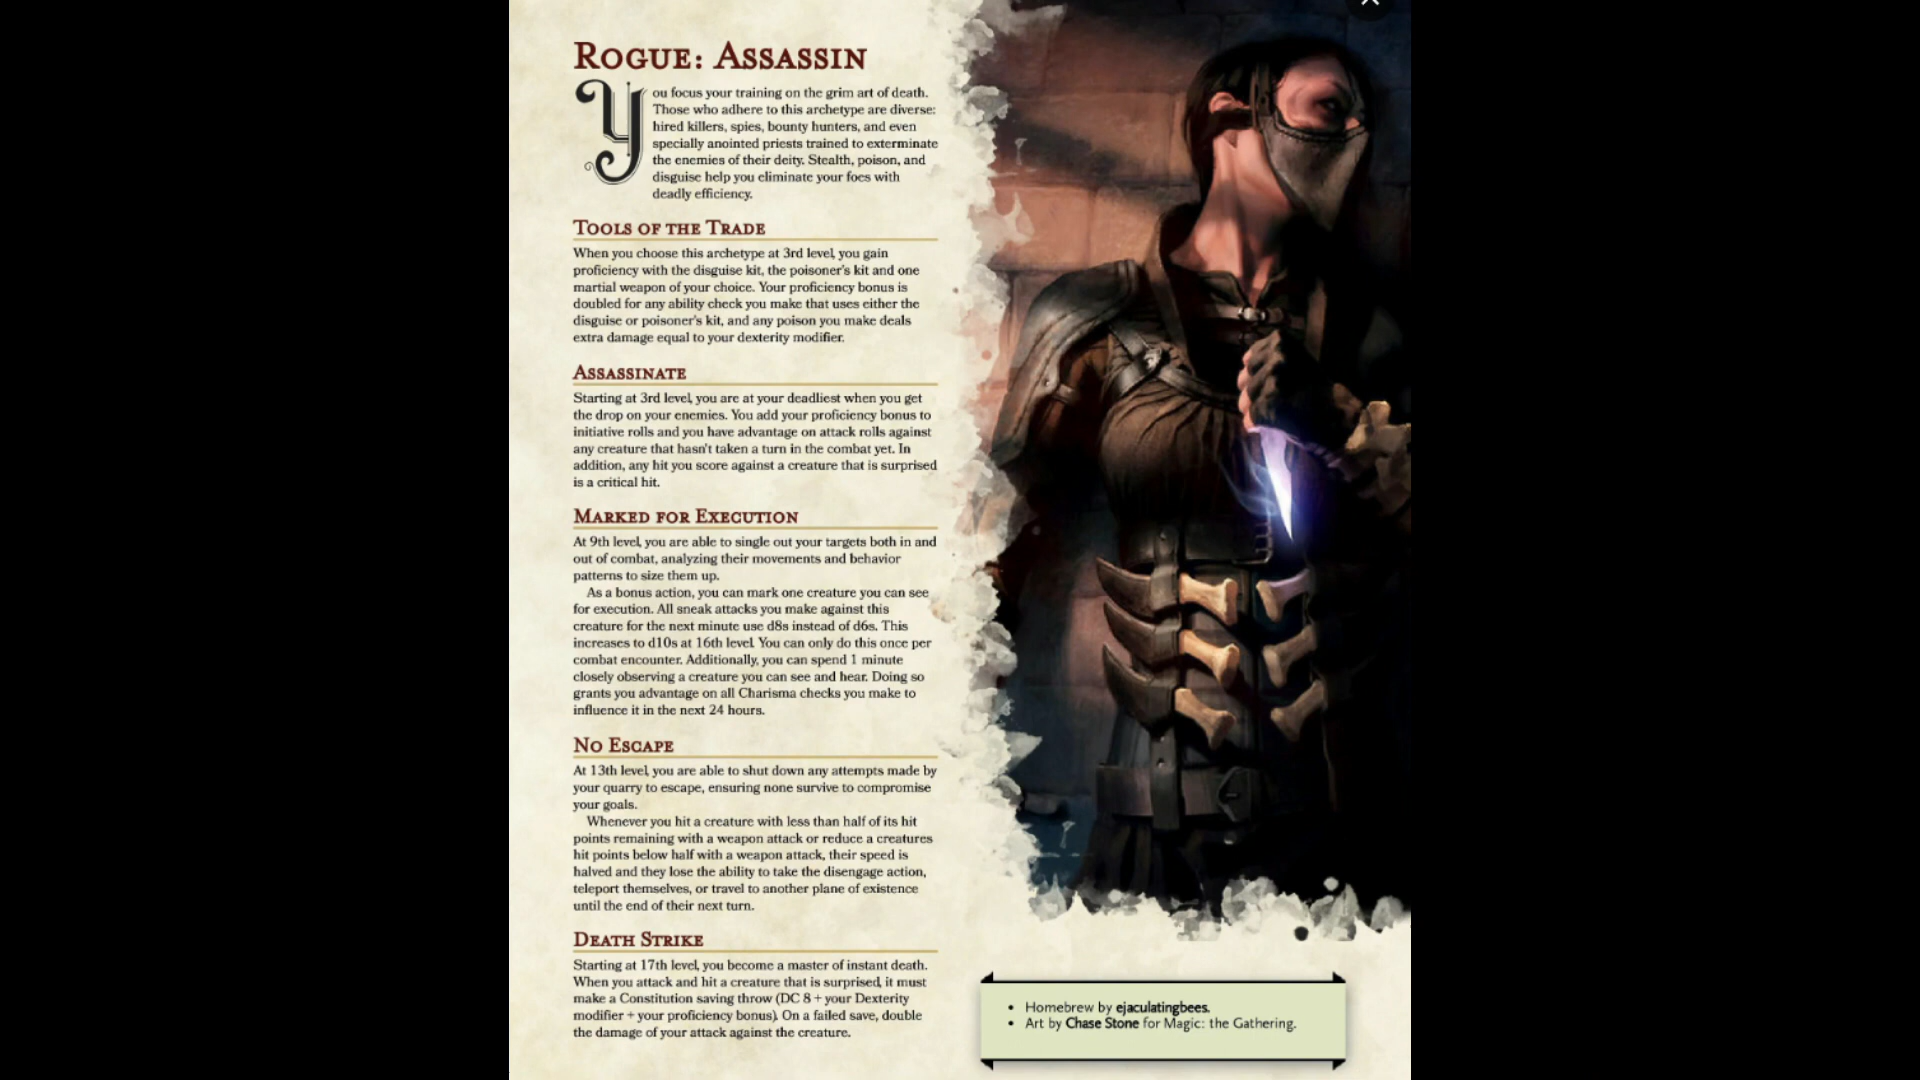 Rogue: Assassin
You focus your training on the grim art of death.
Those who adhere to this archetype are diverse:
hired killers, spies, bounty hunters, and even
specially anointed priests trained to exterminate
the enemies of their deity. Stealth, poison, and
disguise help you eliminate your foes with
deadly efficiency.
Tools of the Trade
When you choose this archetype at 3rd level, you gain
proficiency with the disguise kit, the poisoner's kit and one
martial weapon of your choice. Your proficiency bonus is
doubled for any ability check you make that uses either the
disguise or poisoner's kit, and any poison you make deals
extra damage equal to your dexterity modifier.
Assassinate
Starting at 3rd level, you are at your deadliest when you get
the drop on your enemies. You add your proficiency bonus to
initiative rolls and you have advantage on attack rolls against
any creature that hasn't taken a turn in the combat yet. In
addition, any hit you score against a creature that is surprised
is a critical hit.
Marked for Execution
At 9th level, you are able to single out your targets both in and
out of combat, analyzing their movements and behavior
patterns to size them up.
As a bonus action, you can mark one creature you can see
for execution. All sneak attacks you make against this
creature for the next minute use d8s instead of d6s. This
increases to d10s at 16th level. You can only do this once per
combat encounter. Additionally, you can spend 1 minute
closely observing a creature you can see and hear. Doing so
grants you advantage on all Charisma checks you make to
influence it in the next 24 hours.
No Escape
At 13th level, you are able to shut down any attempts made by
your quarry to escape, ensuring none survive to compromise
your goals.
Whenever you hit a creature with less than half of its hit
points remaining with a weapon attack or reduce a creatures
hit points below half with a weapon attack, their speed is
halved and they lose the ability to take the disengage action,
teleport themselves, or travel to another plane of existence
until the end of their next turn.
Death Strike
Starting at 17th level, you become a master of instant death.
When you attack and hit a creature that is surprised, it must
make a Constitution saving throw (DC 8 + your Dexterity
modifier + your proficiency bonus). On a failed save, double
the damage of your attack against the creature.
• Homebrew by ejaculatingbees.
• Art by Chase Stone for Magic: the Gathering.